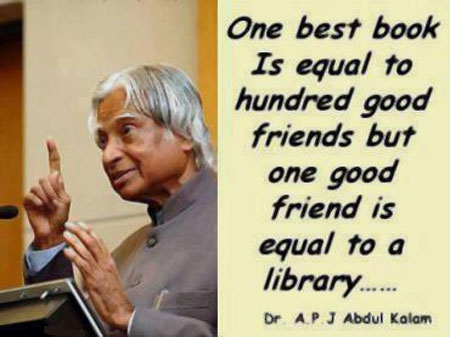 One best book
Is equal to
hundred good
friends but
one good
friend is
equal to a
library......
Dr. A.P.J Abdul Kalam